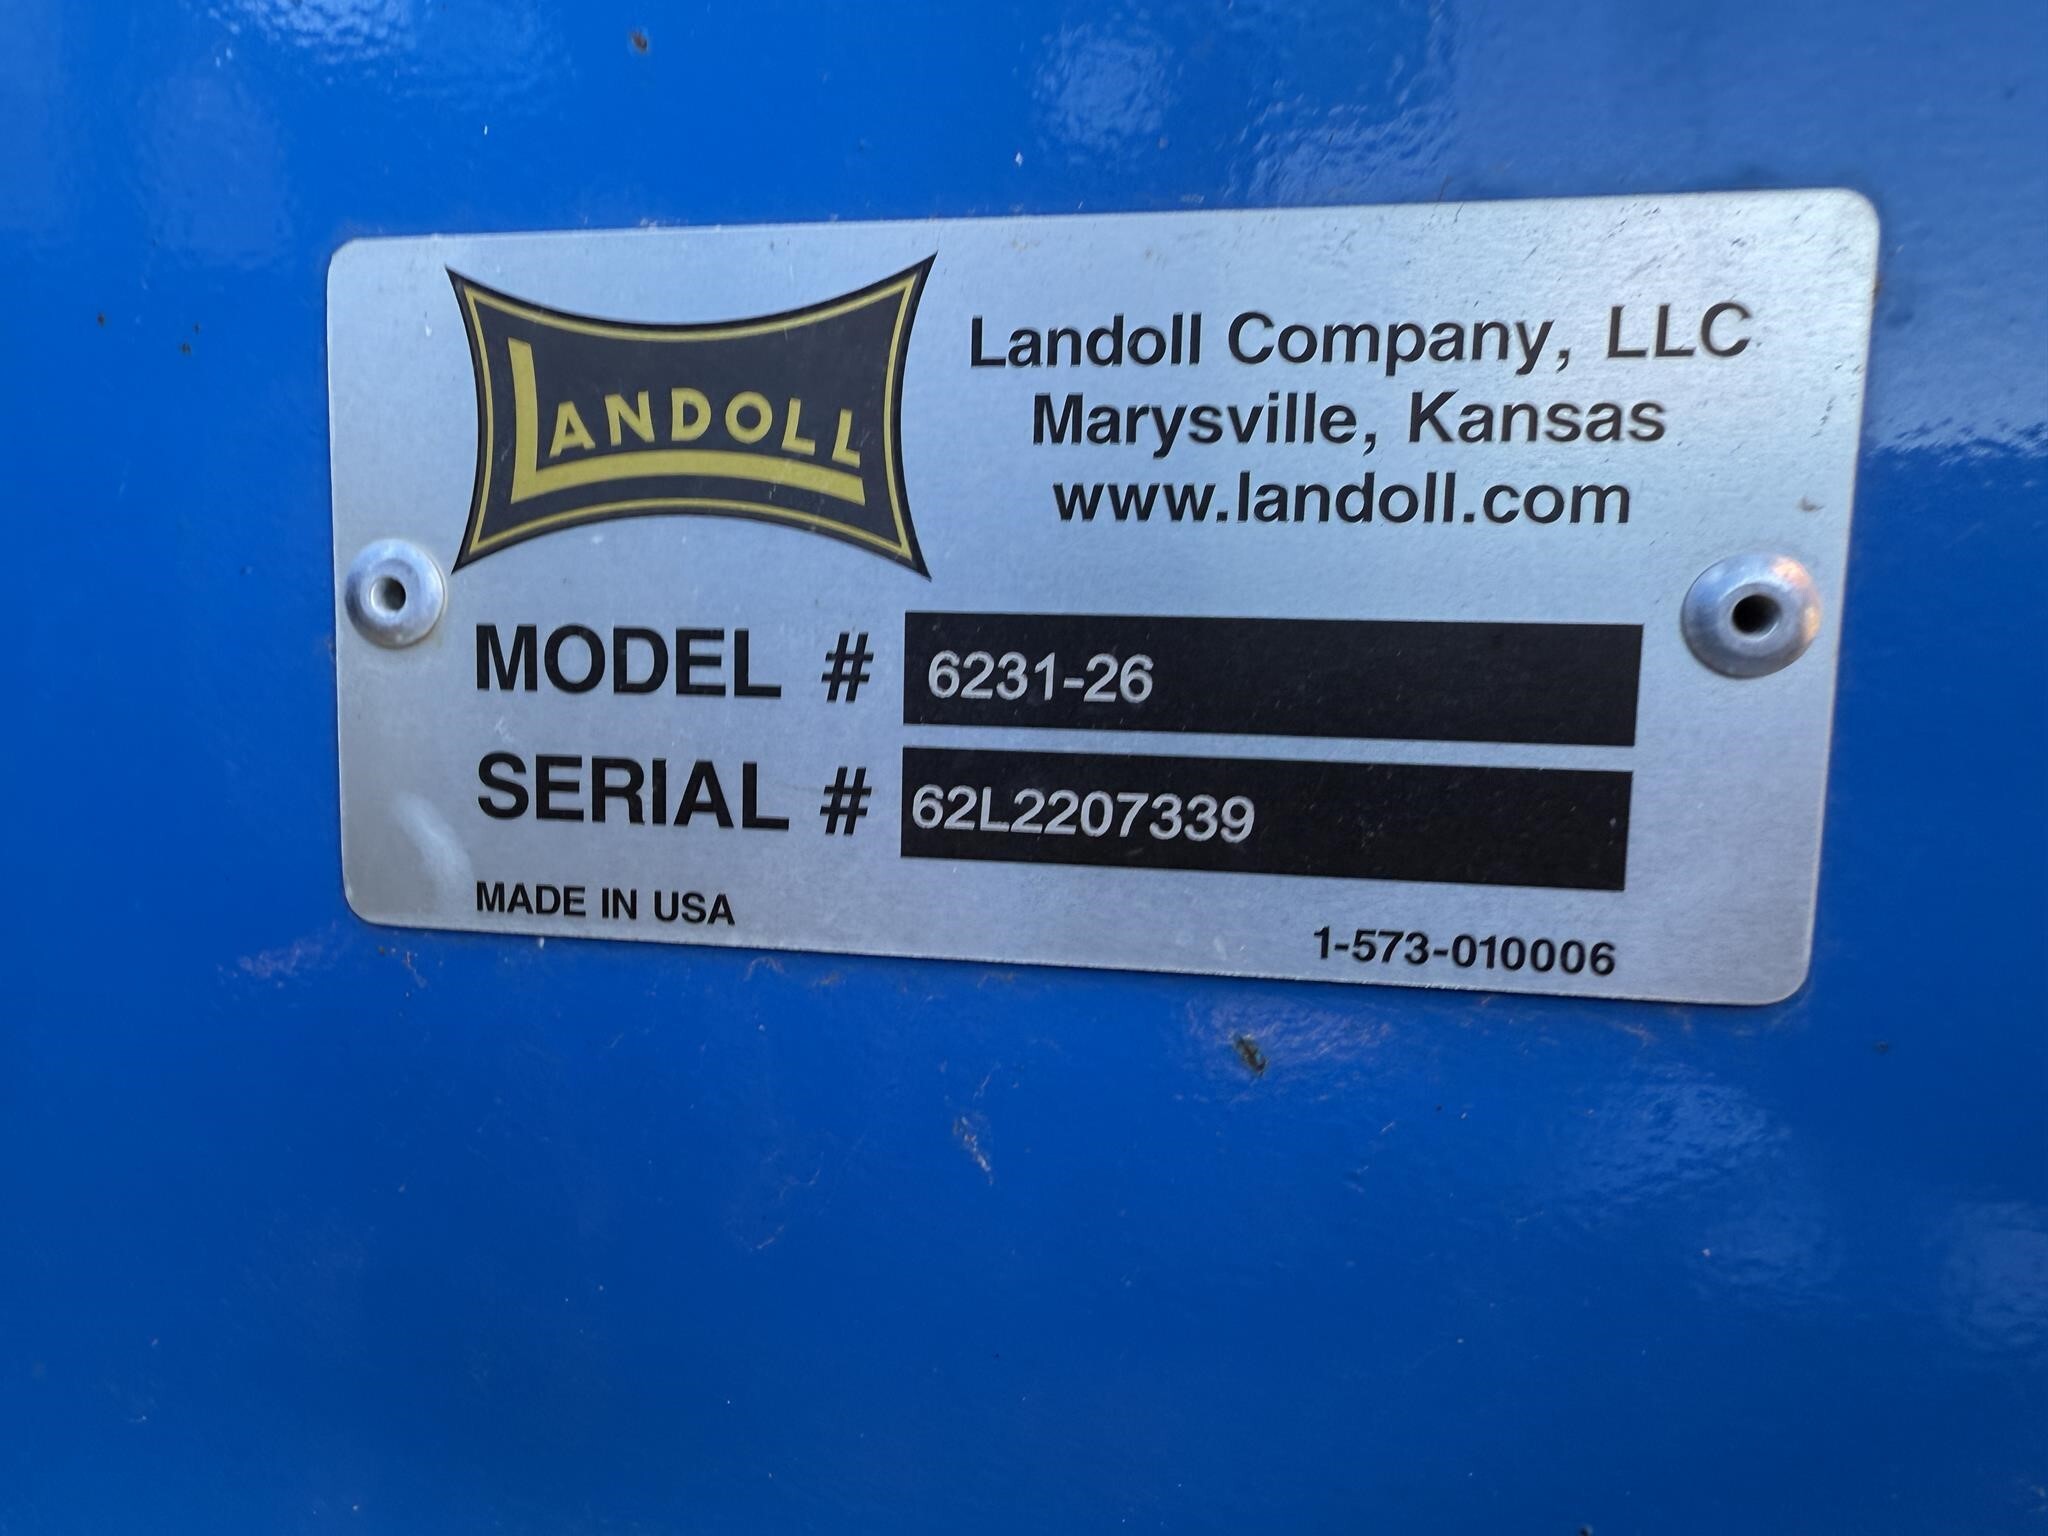 LANDOLL
Landoll Company, LLC
Marysville, Kansas
www.landoll.com
MODEL # 6231-26
SERIAL # 62L2207339
MADE IN USA
1-573-010006